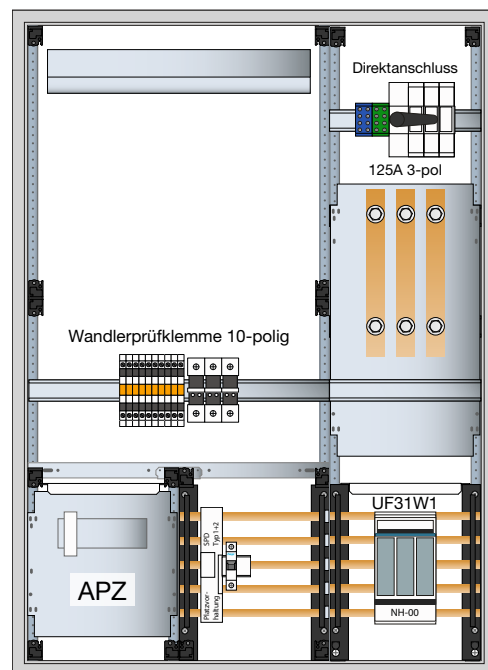 Direktanschluss
125A 3-pol
Wandlerprüfklemme 10-polig
UF31W1
SPD
Typ 1+2
Platzvor-
haltung
APZ
NH-00